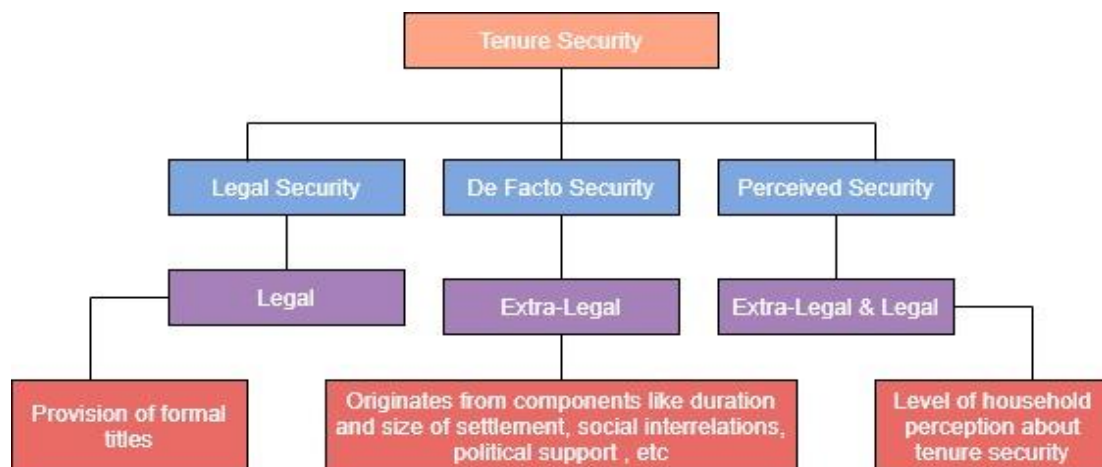 Tenure Security
Legal Security
De Facto Security
Perceived Security
Legal
Extra-Legal
Extra-Legal & Legal
Provision of formal
titles
Originates from components like duration
and size of settlement, social interrelations,
political support , etc
Level of household
perception about
tenure security